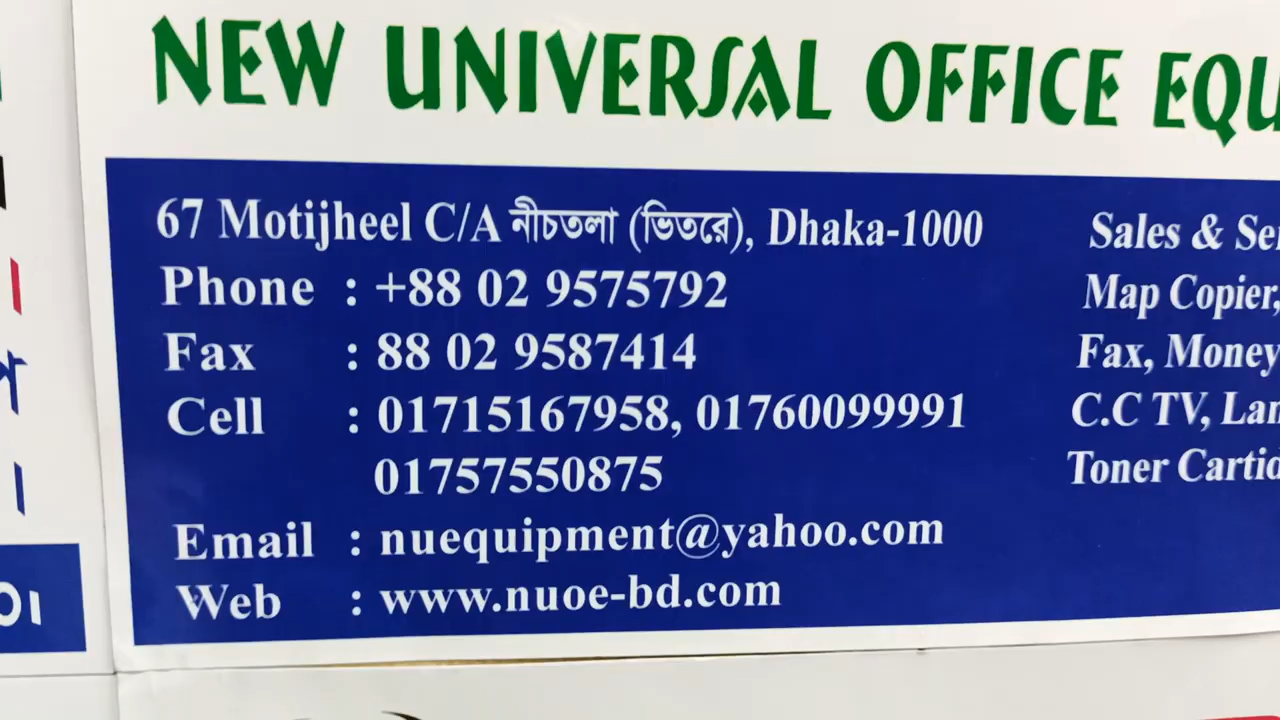 NEW UNIVERSAL OFFICE EQU
67 Motijheel C/A নীচতলা (ভিতরে), Dhaka-1000
Phone : +88 02 9575792
Fax : 88 02 9587414
Cell : 01715167958, 01760099991
01757550875
Email : nuequipment@yahoo.com
Web : www.nuoe-bd.com
Sales & Ser
Map Copier,
Fax, Money
C.C TV, Lan
Toner Cartid